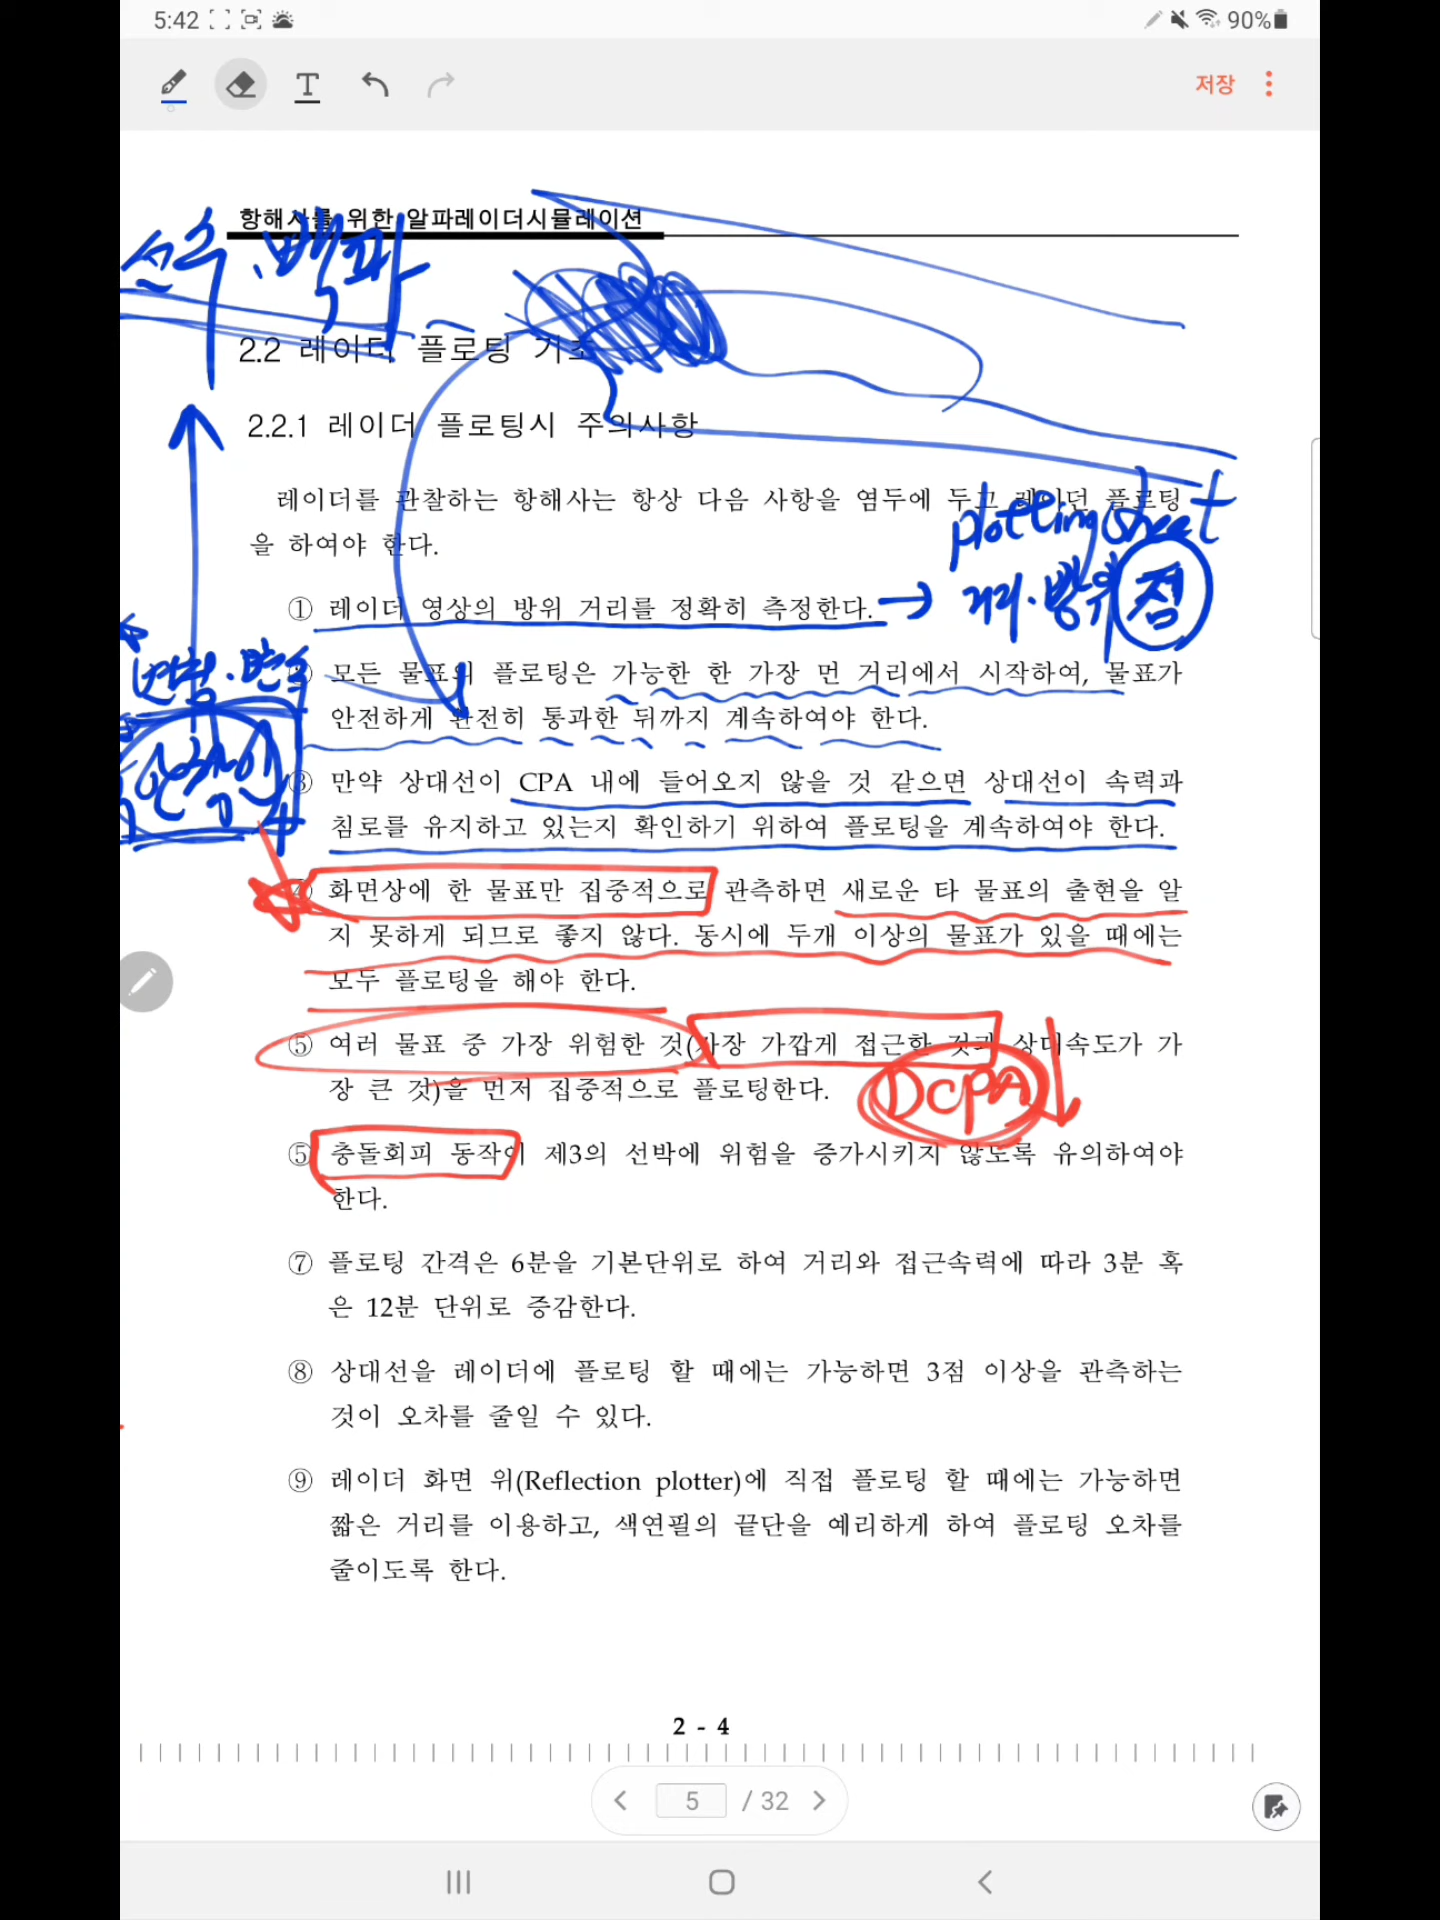 5:42
90%
저장
항해사를 위한 알파레이더시뮬레이션
선수.백파
2.2 레이더 플로팅 기초
2.2.1 레이더 플로팅시 주의사항
레이더를 관찰하는 항해사는 항상 다음 사항을 염두에 두고 레이더 플로팅
을 하여야 한다.
plotting sheet
① 레이더 영상의 방위 거리를 정확히 측정한다.
→ 거리.방위 점
모든 물표의 플로팅은 가능한 한 가장 먼 거리에서 시작하여, 물표가
안전하게 완전히 통과한 뒤까지 계속하여야 한다.
③ 만약 상대선이 CPA 내에 들어오지 않을 것 같으면 상대선이 속력과
침로를 유지하고 있는지 확인하기 위하여 플로팅을 계속하여야 한다.
④ 화면상에 한 물표만 집중적으로 관측하면 새로운 타 물표의 출현을 알
지 못하게 되므로 좋지 않다. 동시에 두개 이상의 물표가 있을 때에는
모두 플로팅을 해야 한다.
⑤ 여러 물표 중 가장 위험한 것(가장 가깝게 접근한 것과 상대속도가 가
장 큰 것)을 먼저 집중적으로 플로팅한다.
DCPA ↓
⑤ 충돌회피 동작이 제3의 선박에 위험을 증가시키지 않도록 유의하여야
한다.
⑦ 플로팅 간격은 6분을 기본단위로 하여 거리와 접근속력에 따라 3분 혹
은 12분 단위로 증감한다.
⑧ 상대선을 레이더에 플로팅 할 때에는 가능하면 3점 이상을 관측하는
것이 오차를 줄일 수 있다.
⑨ 레이더 화면 위(Reflection plotter)에 직접 플로팅 할 때에는 가능하면
짧은 거리를 이용하고, 색연필의 끝단을 예리하게 하여 플로팅 오차를
줄이도록 한다.
2 - 4
5 / 32